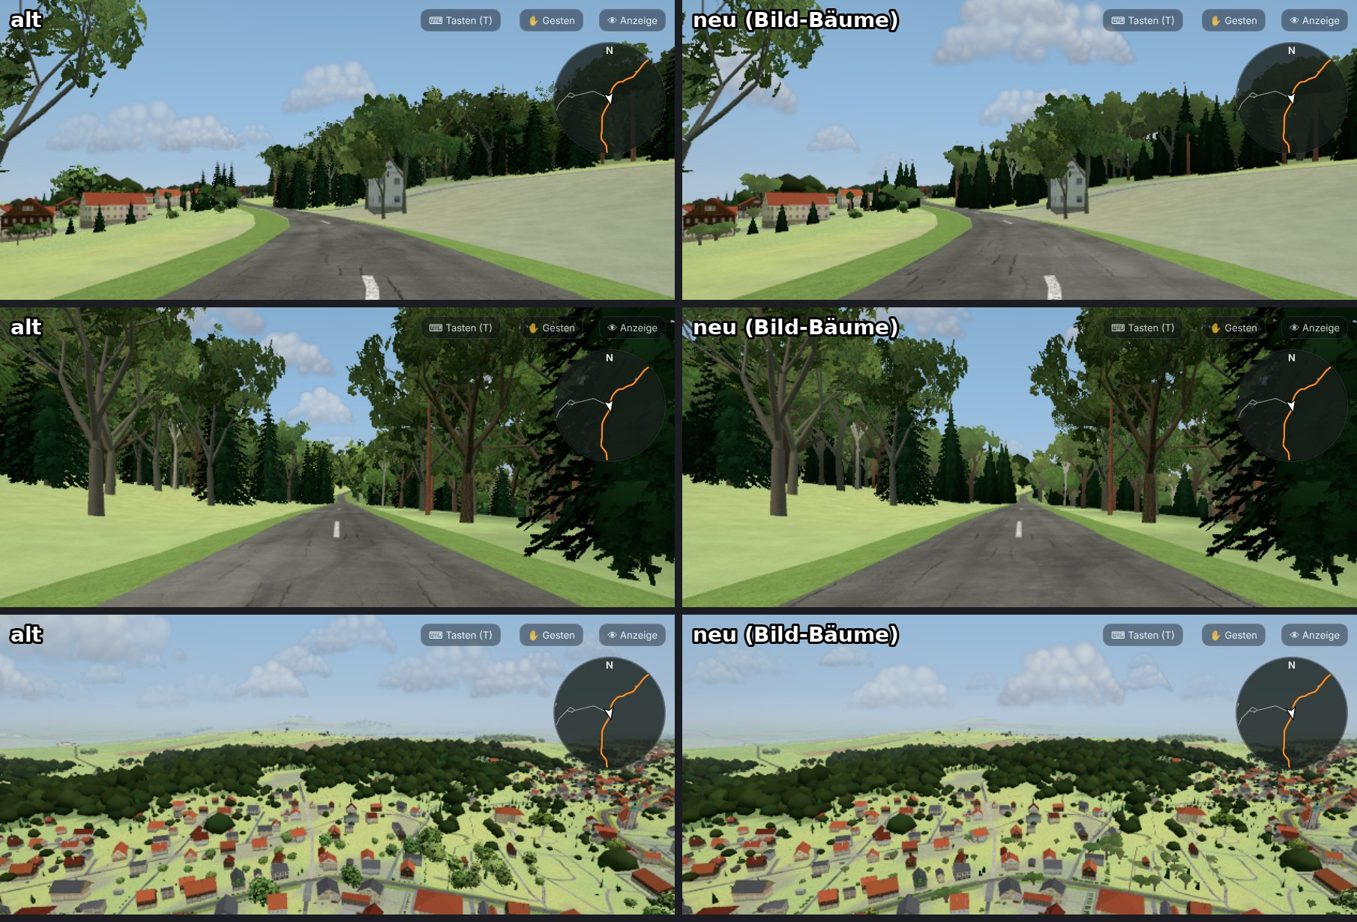 alt
⌨ Tasten (T) ✋ Gesten 👁 Anzeige
N
neu (Bild-Bäume)
⌨ Tasten (T) ✋ Gesten 👁 Anzeige
N
alt
⌨ Tasten (T) ✋ Gesten 👁 Anzeige
N
neu (Bild-Bäume)
⌨ Tasten (T) ✋ Gesten 👁 Anzeige
N
alt
⌨ Tasten (T) ✋ Gesten 👁 Anzeige
N
neu (Bild-Bäume)
⌨ Tasten (T) ✋ Gesten 👁 Anzeige
N